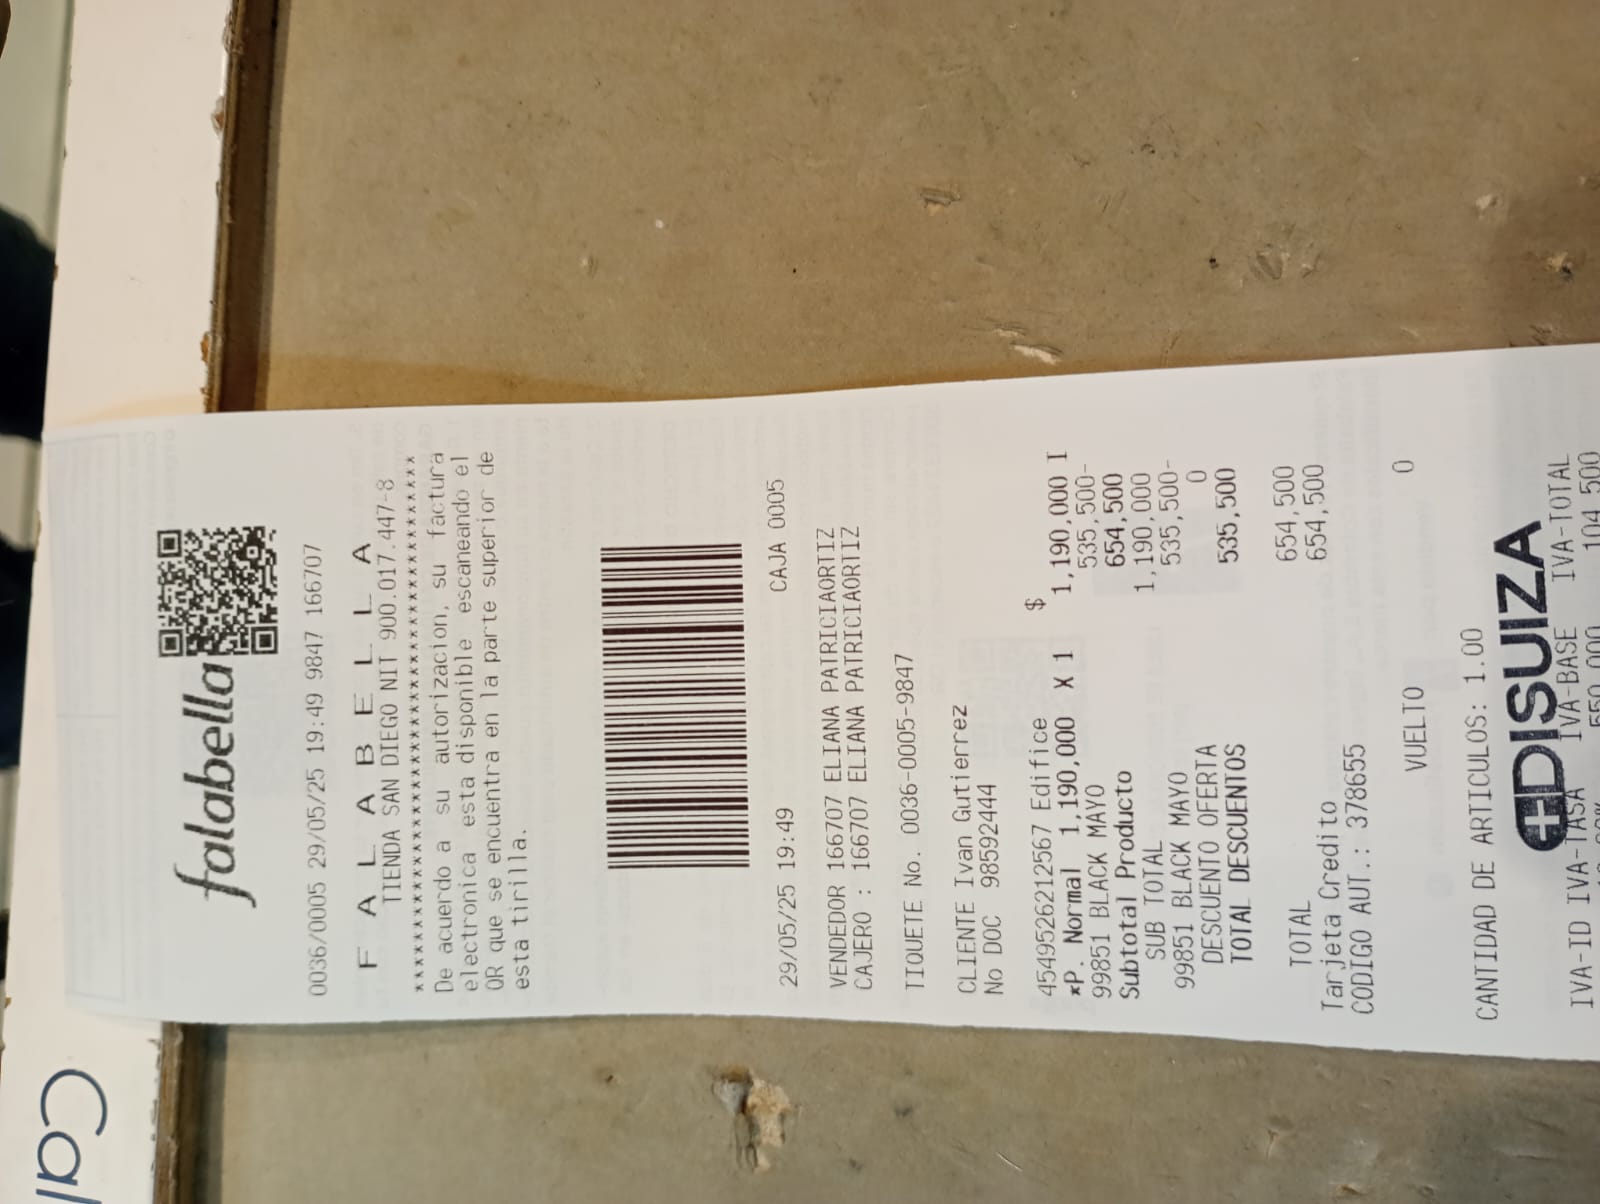 falabella
0036/0005 29/05/25 19:49 9847 166707
F A L A B E L L A
TIENDA SAN DIEGO NIT 900.017.447-8
****************************************
De acuerdo a su autorizacion, su factura
electronica esta disponible escaneando el
QR que se encuentra en la parte superior de
esta tirilla.
29/05/25 19:49 CAJA 0005
VENDEDOR 166707 ELIANA PATRICIAORTIZ
CAJERO : 166707 ELIANA PATRICIAORTIZ
TIQUETE No. 0036-0005-9847
CLIENTE Ivan Gutierrez
No DOC 98592444
4549526212567 Edifice $
*P. Normal 1,190,000 X 1 1,190,000 I
99851 BLACK MAYO 535,500-
Subtotal Producto 654,500
SUB TOTAL 1,190,000
99851 BLACK MAYO 535,500-
DESCUENTO OFERTA 0
TOTAL DESCUENTOS 535,500
TOTAL 654,500
Tarjeta Credito 654,500
CODIGO AUT.: 378655
VUELTO 0
CANTIDAD DE ARTICULOS: 1.00
DISUIZA
IVA-ID IVA-TASA IVA-BASE IVA-TOTAL
550,000 104,500
Cal